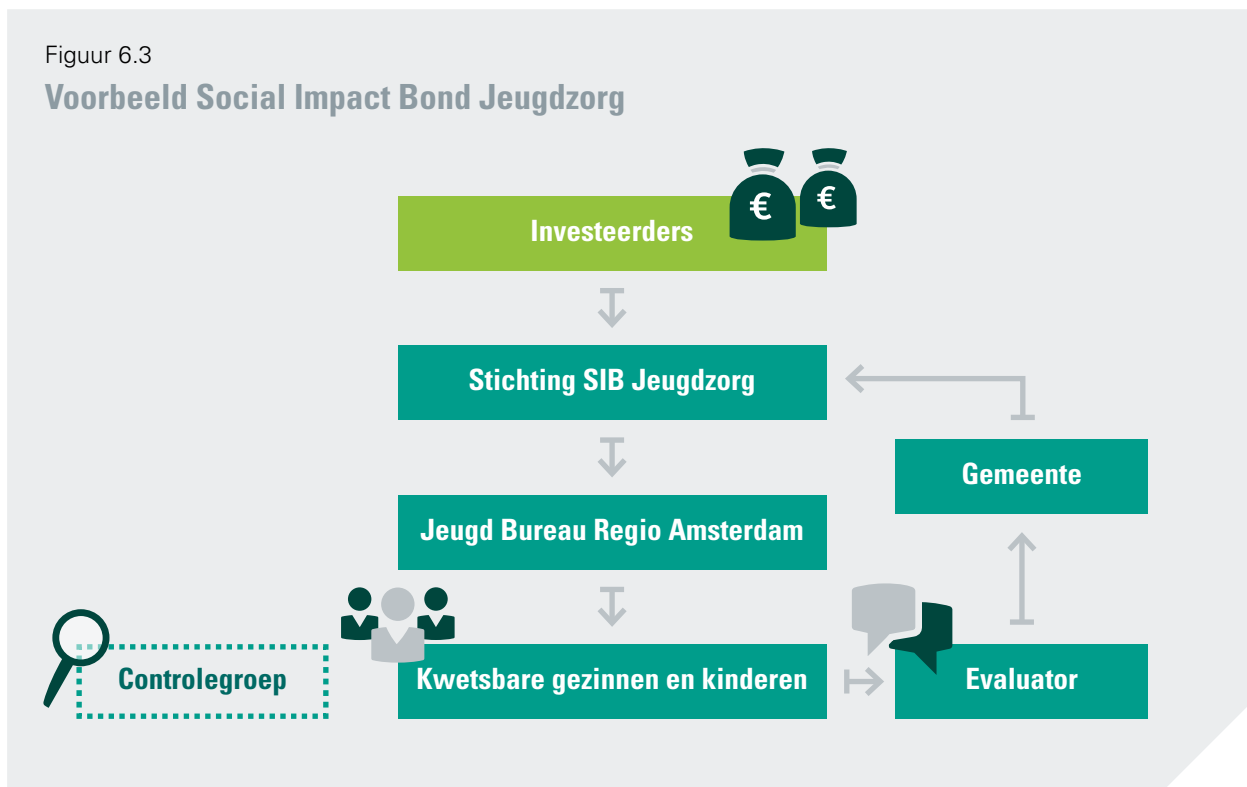 Figuur 6.3
Voorbeeld Social Impact Bond Jeugdzorg
€ €
Investeerders
Stichting SIB Jeugdzorg
Gemeente
Jeugd Bureau Regio Amsterdam
Controlegroep
Kwetsbare gezinnen en kinderen
Evaluator